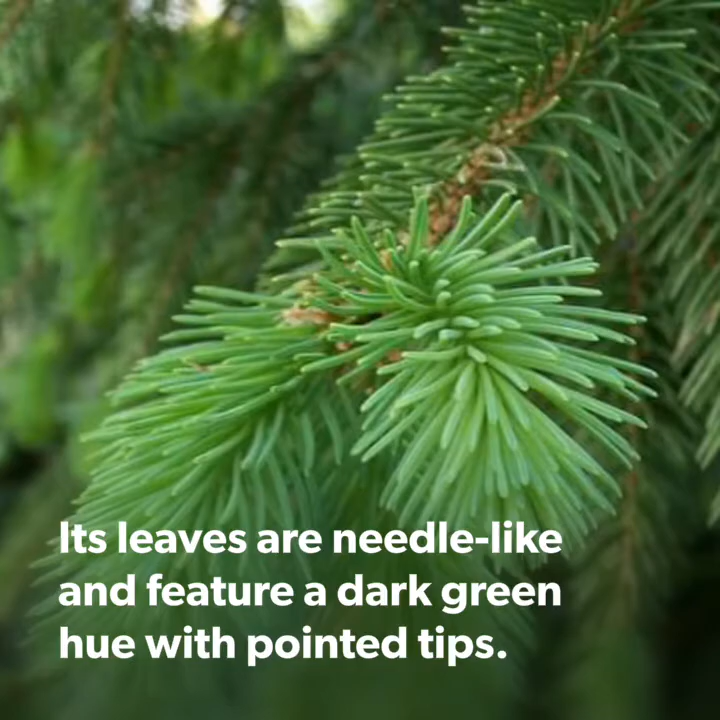 Its leaves are needle-like
and feature a dark green
hue with pointed tips.